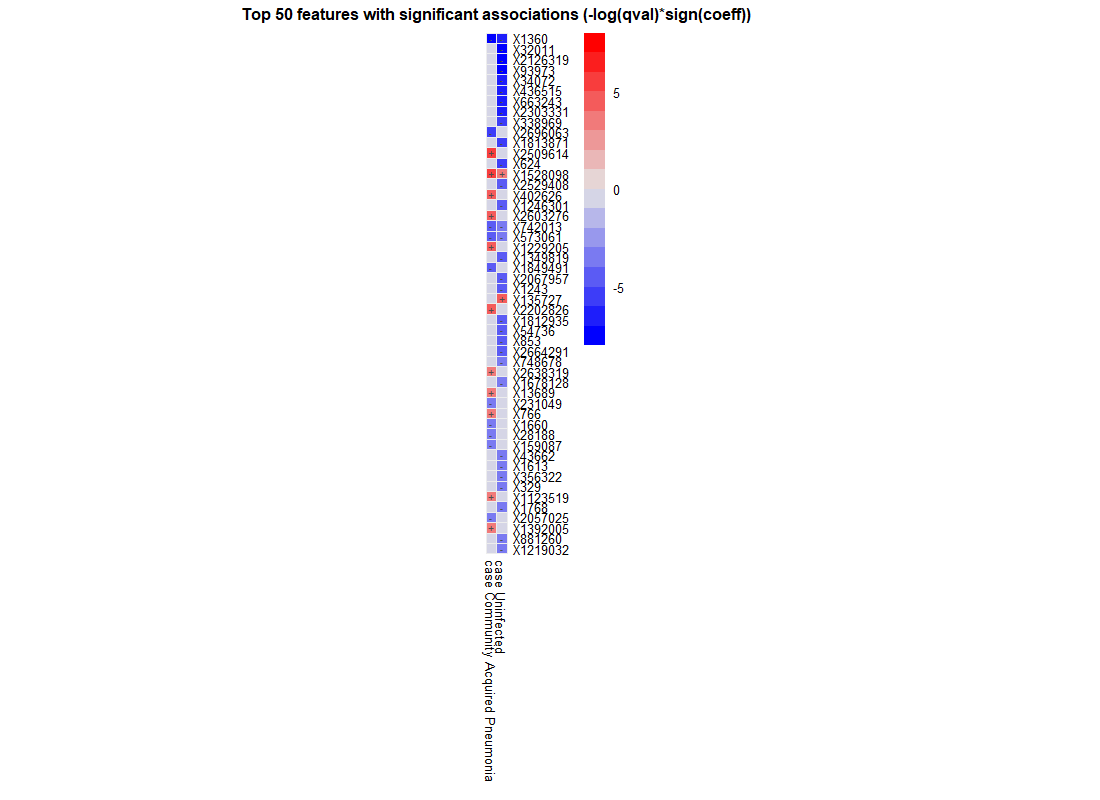 Top 50 features with significant associations (-log(qval)*sign(coeff))
X1360
X32011
X2126319
X93973
X34072
X436515
X663243
X2303331
X338969
X2696063
X1813871
X2509614
X624
X1528098
X2529408
X402626
X1246301
X2603276
X742013
X573061
X1229205
X1349819
X1849491
X2067957
X1243
X135727
X2202826
X1812935
X54736
X853
X2664291
X748678
X2638319
X1678128
X13689
X231049
X766
X1660
X28188
X159087
X43662
X1613
X356322
X329
X1123519
X1768
X2057025
X1392005
X881260
X1219032
5
0
-5
case Uninfected
case Community Acquired Pneumonia